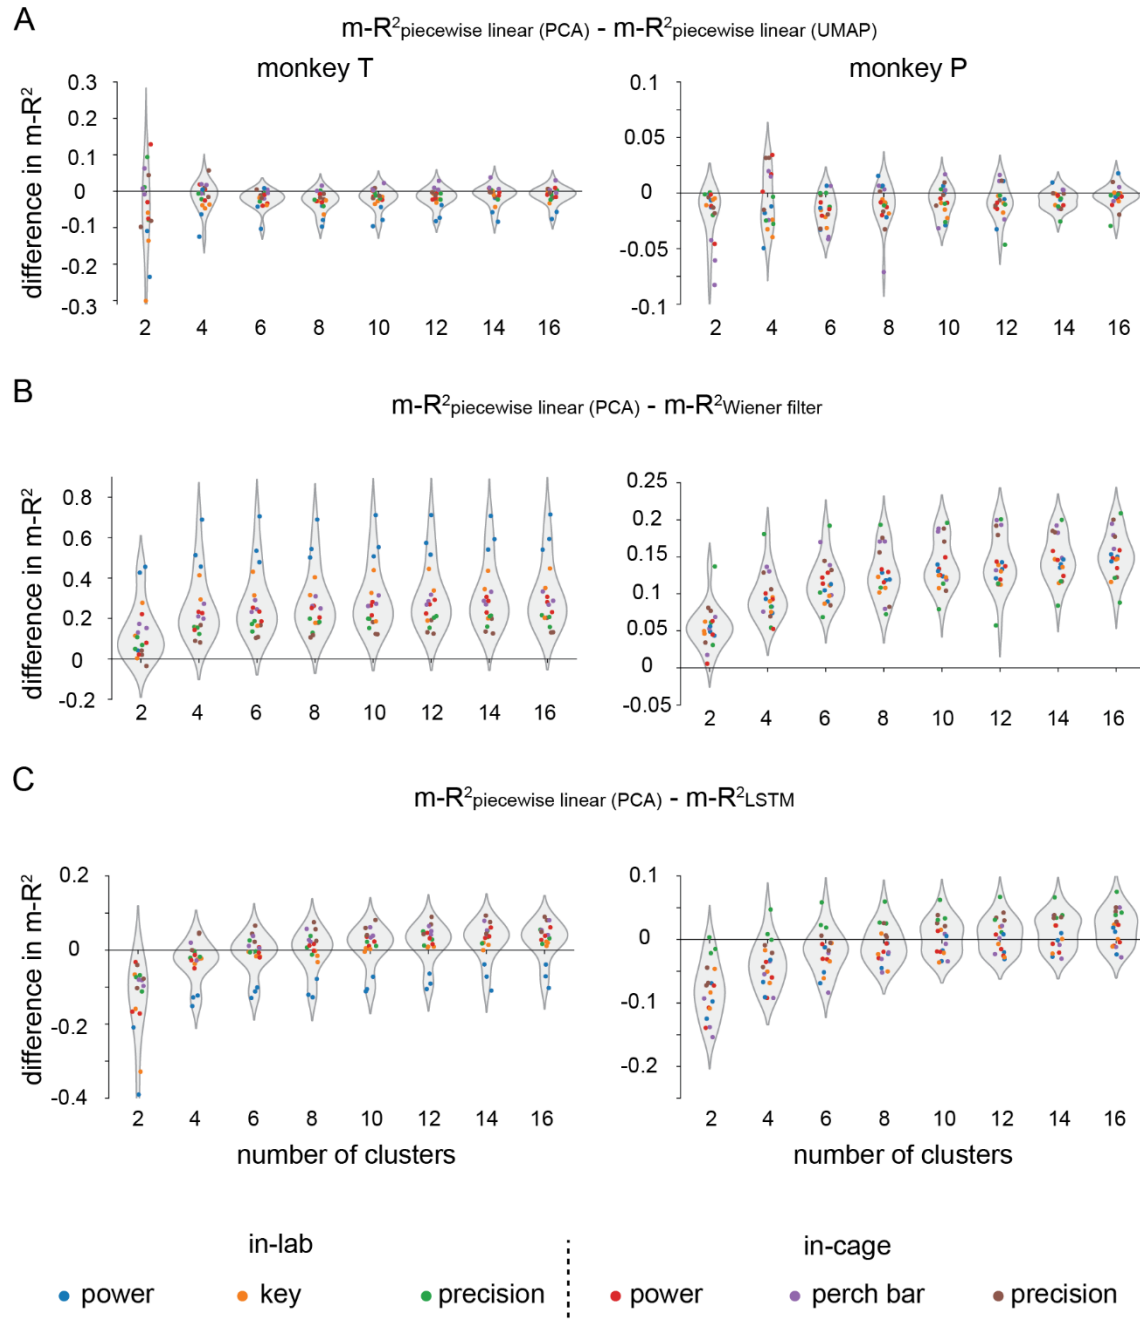 A
m-R²piecewise linear (PCA) - m-R²piecewise linear (UMAP)
monkey T
monkey P
difference in m-R²
0.3
0.2
0.1
0
-0.1
-0.2
-0.3
2 4 6 8 10 12 14 16
0.1
0.05
0
-0.05
-0.1
2 4 6 8 10 12 14 16
B
m-R²piecewise linear (PCA) - m-R²Wiener filter
difference in m-R²
0.8
0.6
0.4
0.2
0
-0.2
2 4 6 8 10 12 14 16
0.25
0.2
0.15
0.1
0.05
0
-0.05
2 4 6 8 10 12 14 16
C
m-R²piecewise linear (PCA) - m-R²LSTM
difference in m-R²
0.2
0
-0.2
-0.4
2 4 6 8 10 12 14 16
number of clusters
0.1
0
-0.1
-0.2
2 4 6 8 10 12 14 16
number of clusters
in-lab
in-cage
power key precision power perch bar precision